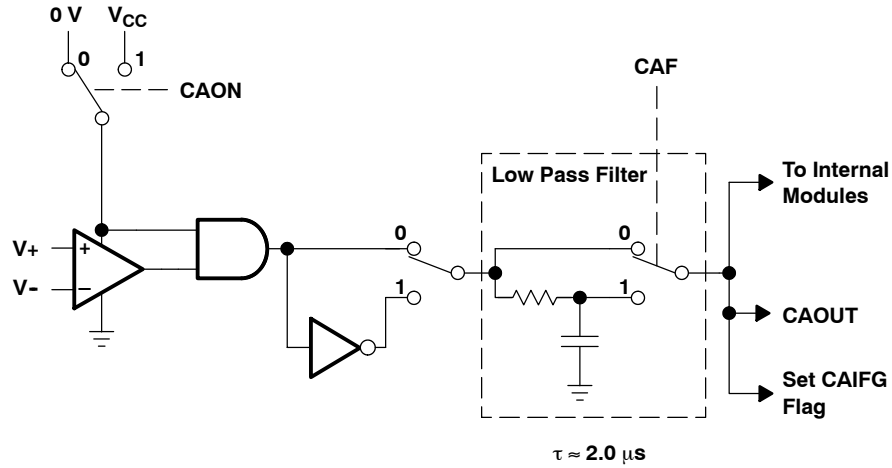 0 V
V_CC
0
1
CAON
CAF
Low Pass Filter
To Internal
Modules
V+
+
V-
−
0
1
0
1
CAOUT
Set CAIFG
Flag
τ ≈ 2.0 μs